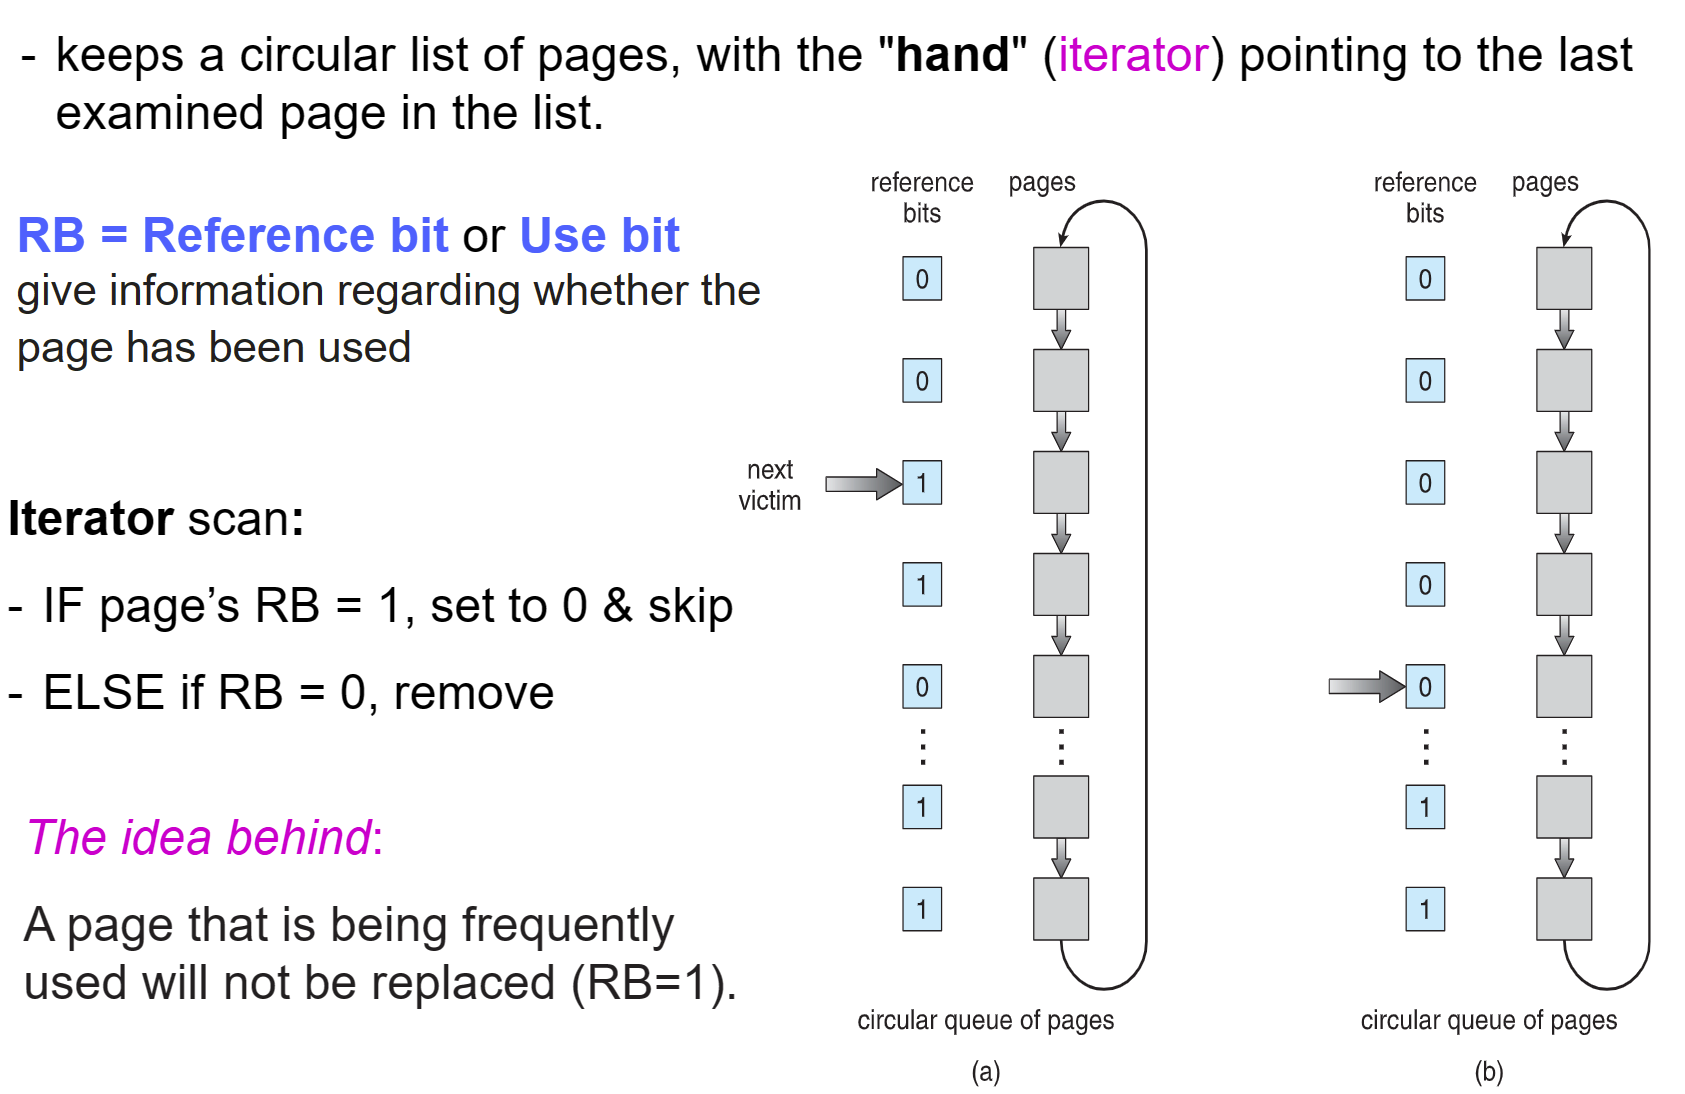 - keeps a circular list of pages, with the "hand" (iterator) pointing to the last
examined page in the list.
RB = Reference bit or Use bit
give information regarding whether the
page has been used
Iterator scan:
- IF page’s RB = 1, set to 0 & skip
- ELSE if RB = 0, remove
The idea behind:
A page that is being frequently
used will not be replaced (RB=1).
reference
bits
pages
0
0
next
victim
1
1
0
1
1
circular queue of pages
(a)
reference
bits
pages
0
0
0
0
0
1
1
circular queue of pages
(b)